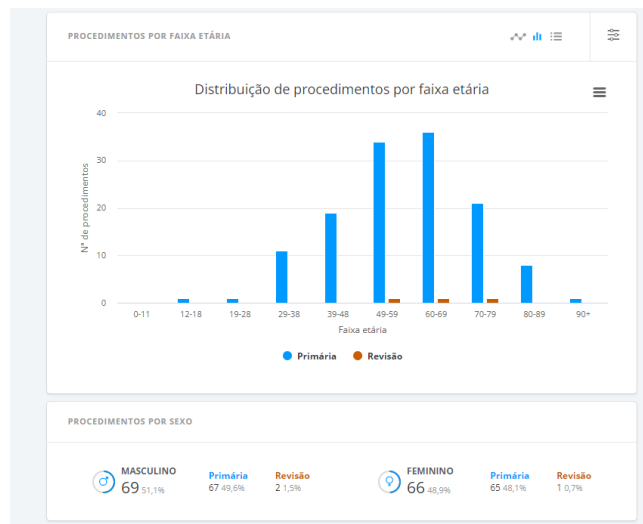 PROCEDIMENTOS POR FAIXA ETÁRIA
Distribuição de procedimentos por faixa etária
40
30
20
10
0
Nº de procedimentos
0-11 12-18 19-28 29-38 39-48 49-59 60-69 70-79 80-89 90+
Faixa etária
Primária Revisão
PROCEDIMENTOS POR SEXO
MASCULINO
69 51,1%
Primária
67 49,6%
Revisão
2 1,5%
FEMININO
66 48,9%
Primária
65 48,1%
Revisão
1 0,7%